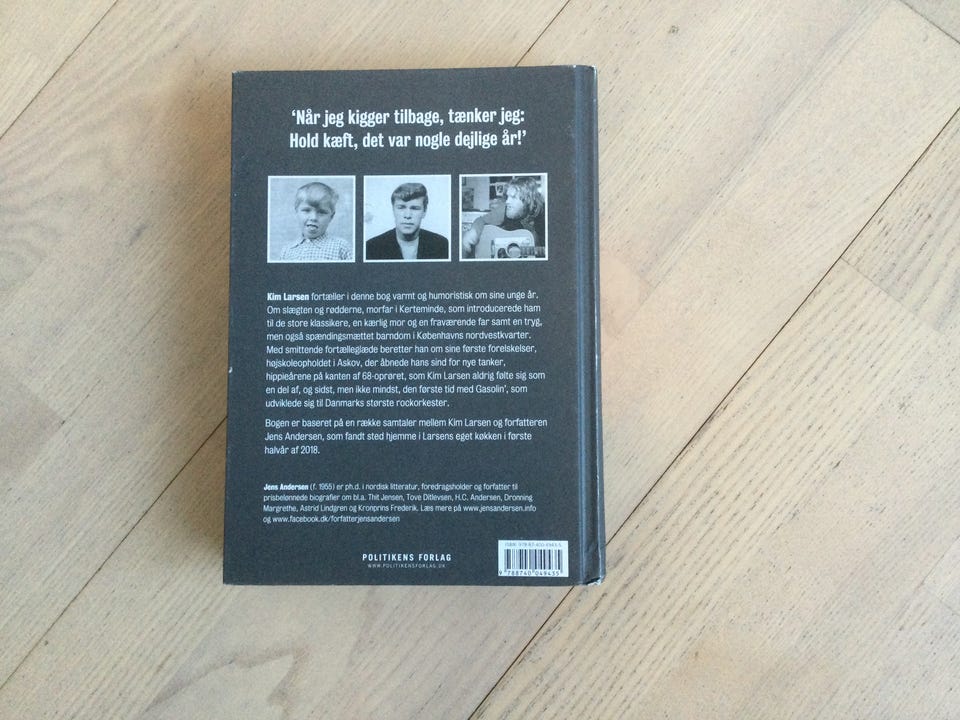 ‘Når jeg kigger tilbage, tænker jeg:
Hold kæft, det var nogle dejlige år!’
Kim Larsen fortæller i denne bog varmt og humoristisk om sine unge år.
Om slægten og rødderne, morfar i Kerteminde, som introducerede ham
til de store klassikere, en kærlig mor og en fraværende far samt en tryg,
men også spændingsmættet barndom i Københavns nordvestkvarter.
Med smittende fortælleglæde beretter han om sine første forelskelser,
højskoleopholdet i Askov, der åbnede hans sind for nye tanker,
hippieårene på kanten af 68-oprøret, som Kim Larsen aldrig følte sig som
en del af, og sidst, men ikke mindst, den første tid med Gasolin’, som
udviklede sig til Danmarks største rockorkester.
Bogen er baseret på en række samtaler mellem Kim Larsen og forfatteren
Jens Andersen, som fandt sted hjemme i Larsens eget køkken i første
halvår af 2018.
Jens Andersen (f. 1955) er ph.d. i nordisk litteratur, foredragsholder og forfatter til
prisbelønnede biografier om bl.a. Thit Jensen, Tove Ditlevsen, H.C. Andersen, Dronning
Margrethe, Astrid Lindgren og Kronprins Frederik. Læs mere på www.jensandersen.info
og www.facebook.dk/forfatterjensandersen
POLITIKENS FORLAG
WWW.POLITIKENSFORLAG.DK
ISBN: 978-87-400-4943-5
9 788740 049435